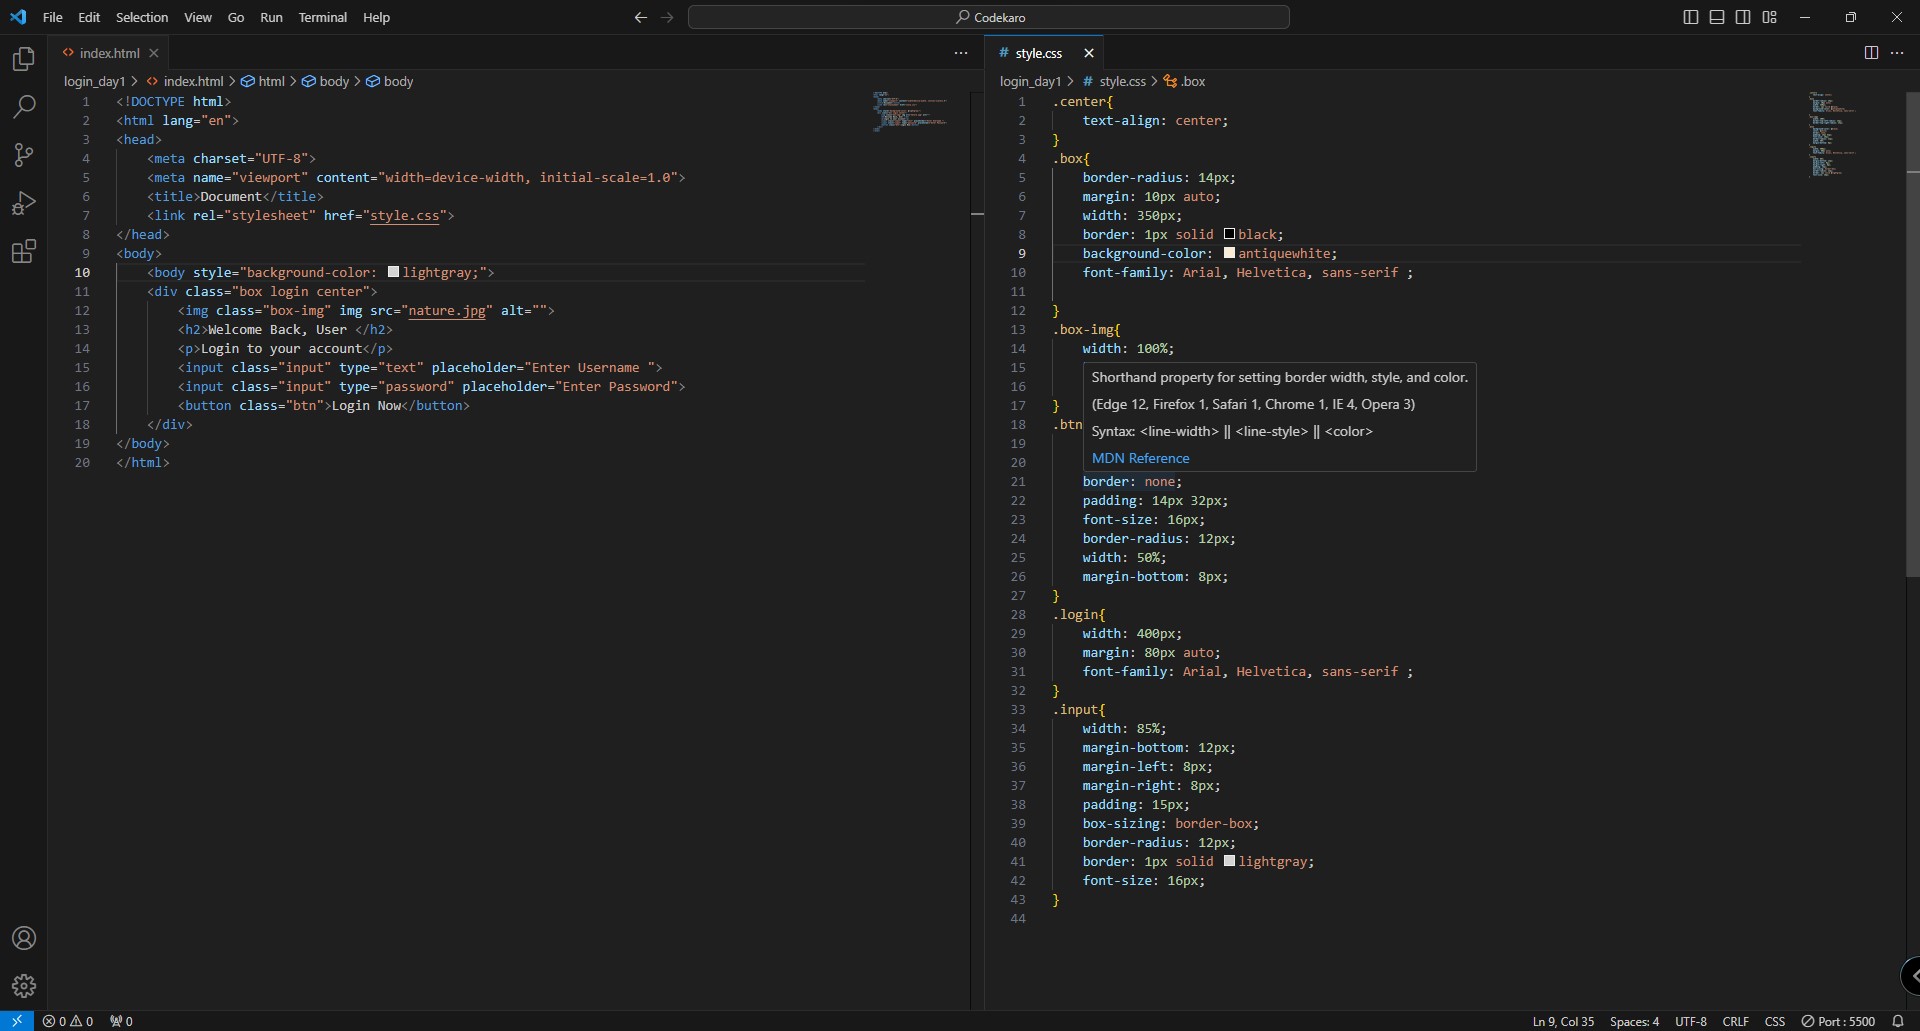 File Edit Selection View Go Run Terminal Help
Codekaro
index.html
login_day1 > index.html > html > body > body
1 <!DOCTYPE html>
2 <html lang="en">
3 <head>
4 <meta charset="UTF-8">
5 <meta name="viewport" content="width=device-width, initial-scale=1.0">
6 <title>Document</title>
7 <link rel="stylesheet" href="style.css">
8 </head>
9 <body>
10 <body style="background-color: lightgray;">
11 <div class="box login center">
12 <img class="box-img" img src="nature.jpg" alt="">
13 <h2>Welcome Back, User </h2>
14 <p>Login to your account</p>
15 <input class="input" type="text" placeholder="Enter Username ">
16 <input class="input" type="password" placeholder="Enter Password">
17 <button class="btn">Login Now</button>
18 </div>
19 </body>
20 </html>
# style.css
login_day1 > # style.css > .box
1 .center{
2 text-align: center;
3 }
4 .box{
5 border-radius: 14px;
6 margin: 10px auto;
7 width: 350px;
8 border: 1px solid black;
9 background-color: antiquewhite;
10 font-family: Arial, Helvetica, sans-serif ;
11
12 }
13 .box-img{
14 width: 100%;
15
16
17 }
18 .btn
19
20
Shorthand property for setting border width, style, and color.
(Edge 12, Firefox 1, Safari 1, Chrome 1, IE 4, Opera 3)
Syntax: <line-width> || <line-style> || <color>
MDN Reference
21 border: none;
22 padding: 14px 32px;
23 font-size: 16px;
24 border-radius: 12px;
25 width: 50%;
26 margin-bottom: 8px;
27 }
28 .login{
29 width: 400px;
30 margin: 80px auto;
31 font-family: Arial, Helvetica, sans-serif ;
32 }
33 .input{
34 width: 85%;
35 margin-bottom: 12px;
36 margin-left: 8px;
37 margin-right: 8px;
38 padding: 15px;
39 box-sizing: border-box;
40 border-radius: 12px;
41 border: 1px solid lightgray;
42 font-size: 16px;
43 }
44
0 0 0 Ln 9, Col 35 Spaces: 4 UTF-8 CRLF CSS Port : 5500